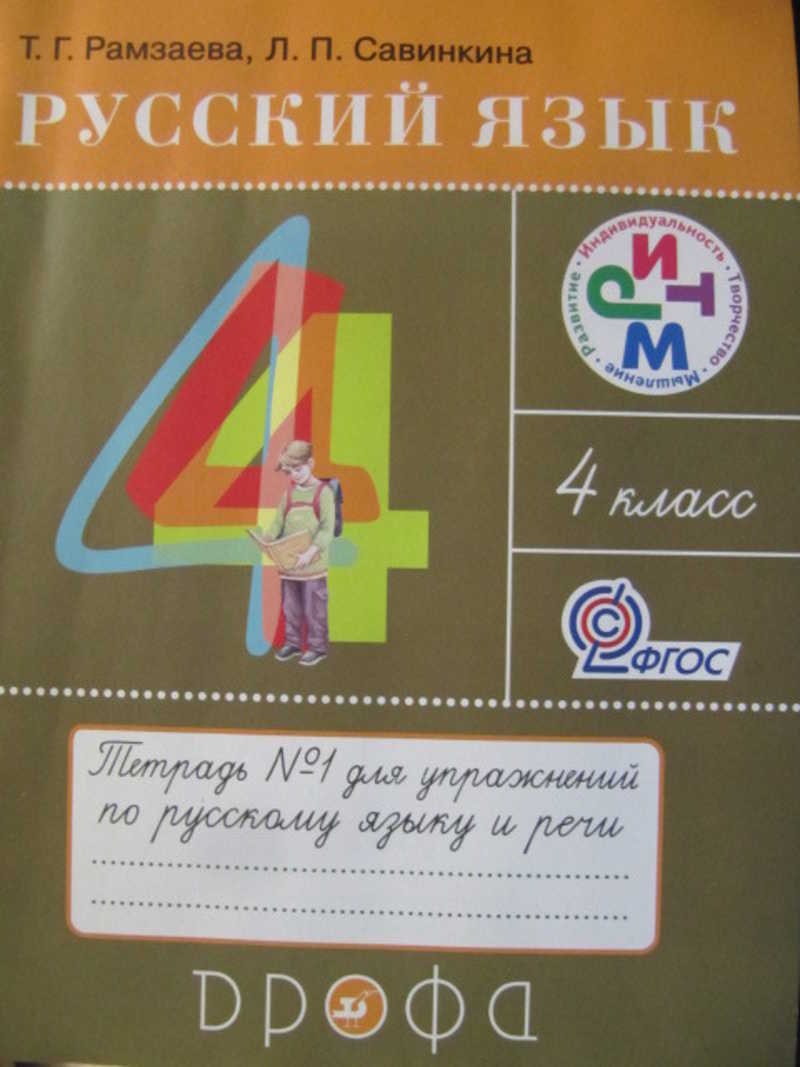 Т. Г. Рамзаева, Л. П. Савинкина
РУССКИЙ ЯЗЫК
4
Развитие • Индивидуальность • Творчество • Мышление •
РИТМ
4 класс
С
ФГОС
Тетрадь №1 для упражнений
по русскому языку и речи
ДРОФА